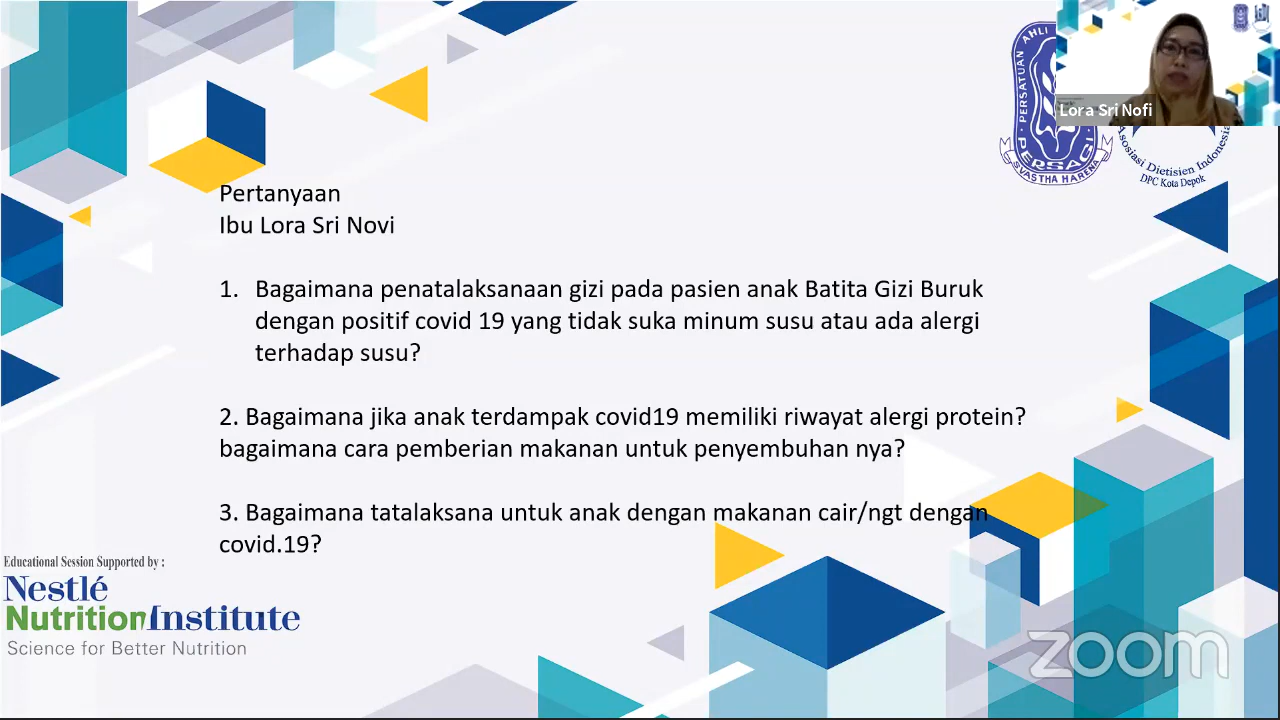 PERSATUAN AHLI
PERSAGI
SVASTHA HARENA
Lora Sri Nofi
Asosiasi Dietisien Indonesia
DPC Kota Depok
Pertanyaan
Ibu Lora Sri Novi
1. Bagaimana penatalaksanaan gizi pada pasien anak Batita Gizi Buruk
dengan positif covid 19 yang tidak suka minum susu atau ada alergi
terhadap susu?
2. Bagaimana jika anak terdampak covid19 memiliki riwayat alergi protein?
bagaimana cara pemberian makanan untuk penyembuhan nya?
3. Bagaimana tatalaksana untuk anak dengan makanan cair/ngt dengan
covid.19?
Educational Session Supported by :
Nestlé
NutritionInstitute
Science for Better Nutrition
zoom